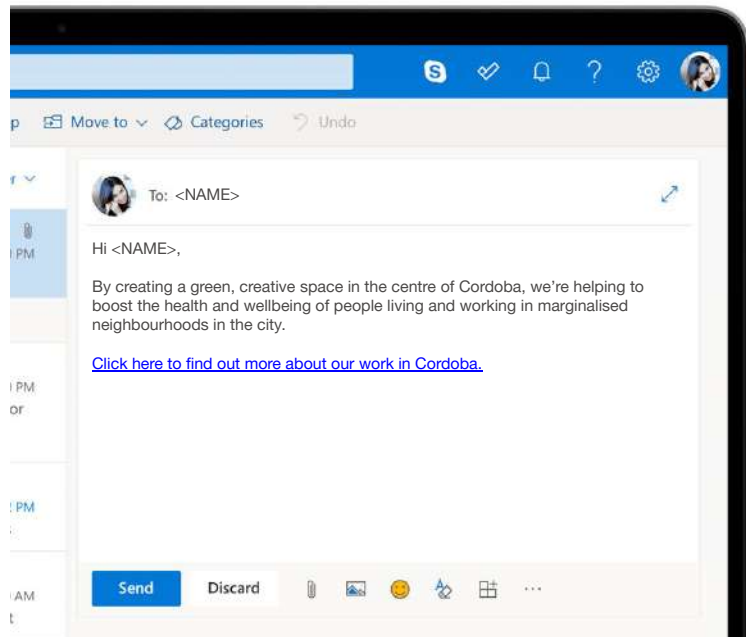 p Move to Categories Undo
r
To: <NAME>
PM
Hi <NAME>,
By creating a green, creative space in the centre of Cordoba, we’re helping to
boost the health and wellbeing of people living and working in marginalised
neighbourhoods in the city.
Click here to find out more about our work in Cordoba.
PM
or
PM
Send Discard
AM
t